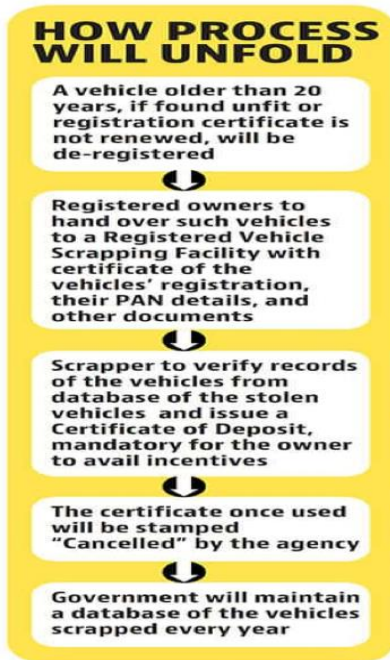 HOW PROCESS
WILL UNFOLD
A vehicle older than 20
years, if found unfit or
registration certificate is
not renewed, will be
de-registered
Registered owners to
hand over such vehicles
to a Registered Vehicle
Scrapping Facility with
certificate of the
vehicles' registration,
their PAN details, and
other documents
Scrapper to verify records
of the vehicles from
database of the stolen
vehicles and issue a
Certificate of Deposit,
mandatory for the owner
to avail incentives
The certificate once used
will be stamped
“Cancelled” by the agency
Government will maintain
a database of the vehicles
scrapped every year